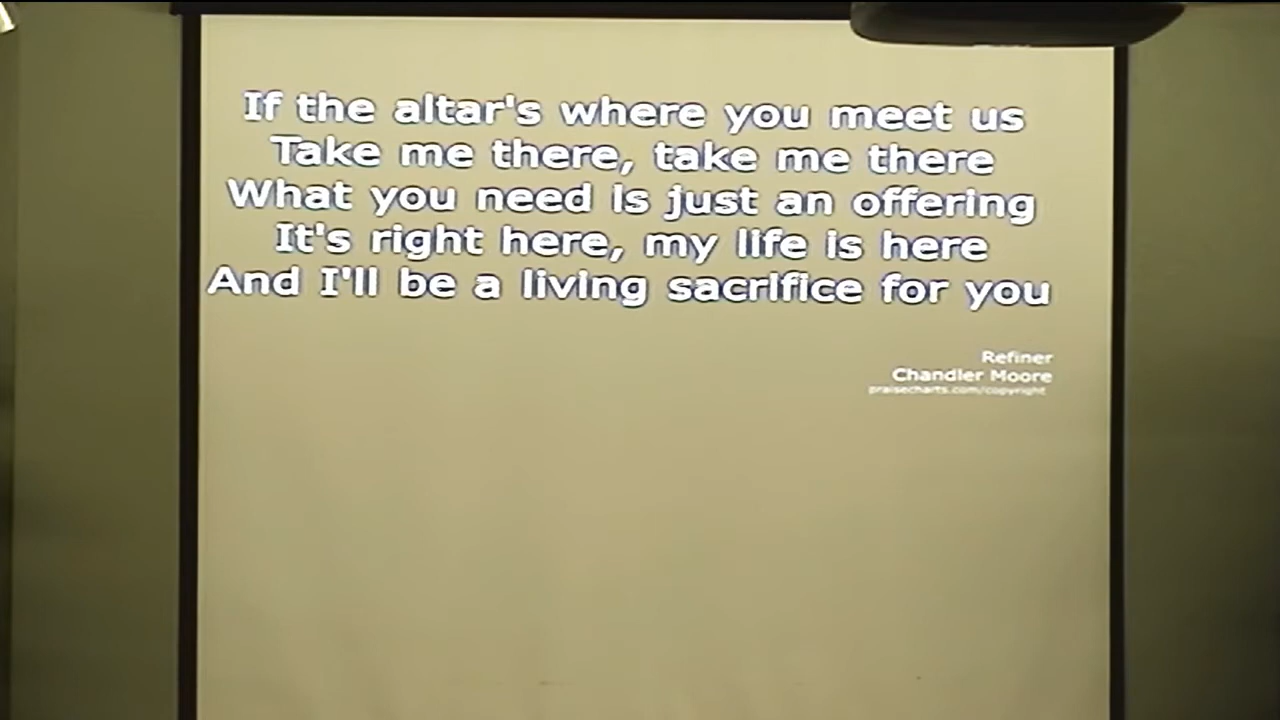 If the altar's where you meet us
Take me there, take me there
What you need is just an offering
It's right here, my life is here
And I'll be a living sacrifice for you
Refiner
Chandler Moore
praisecharts.com/copyright